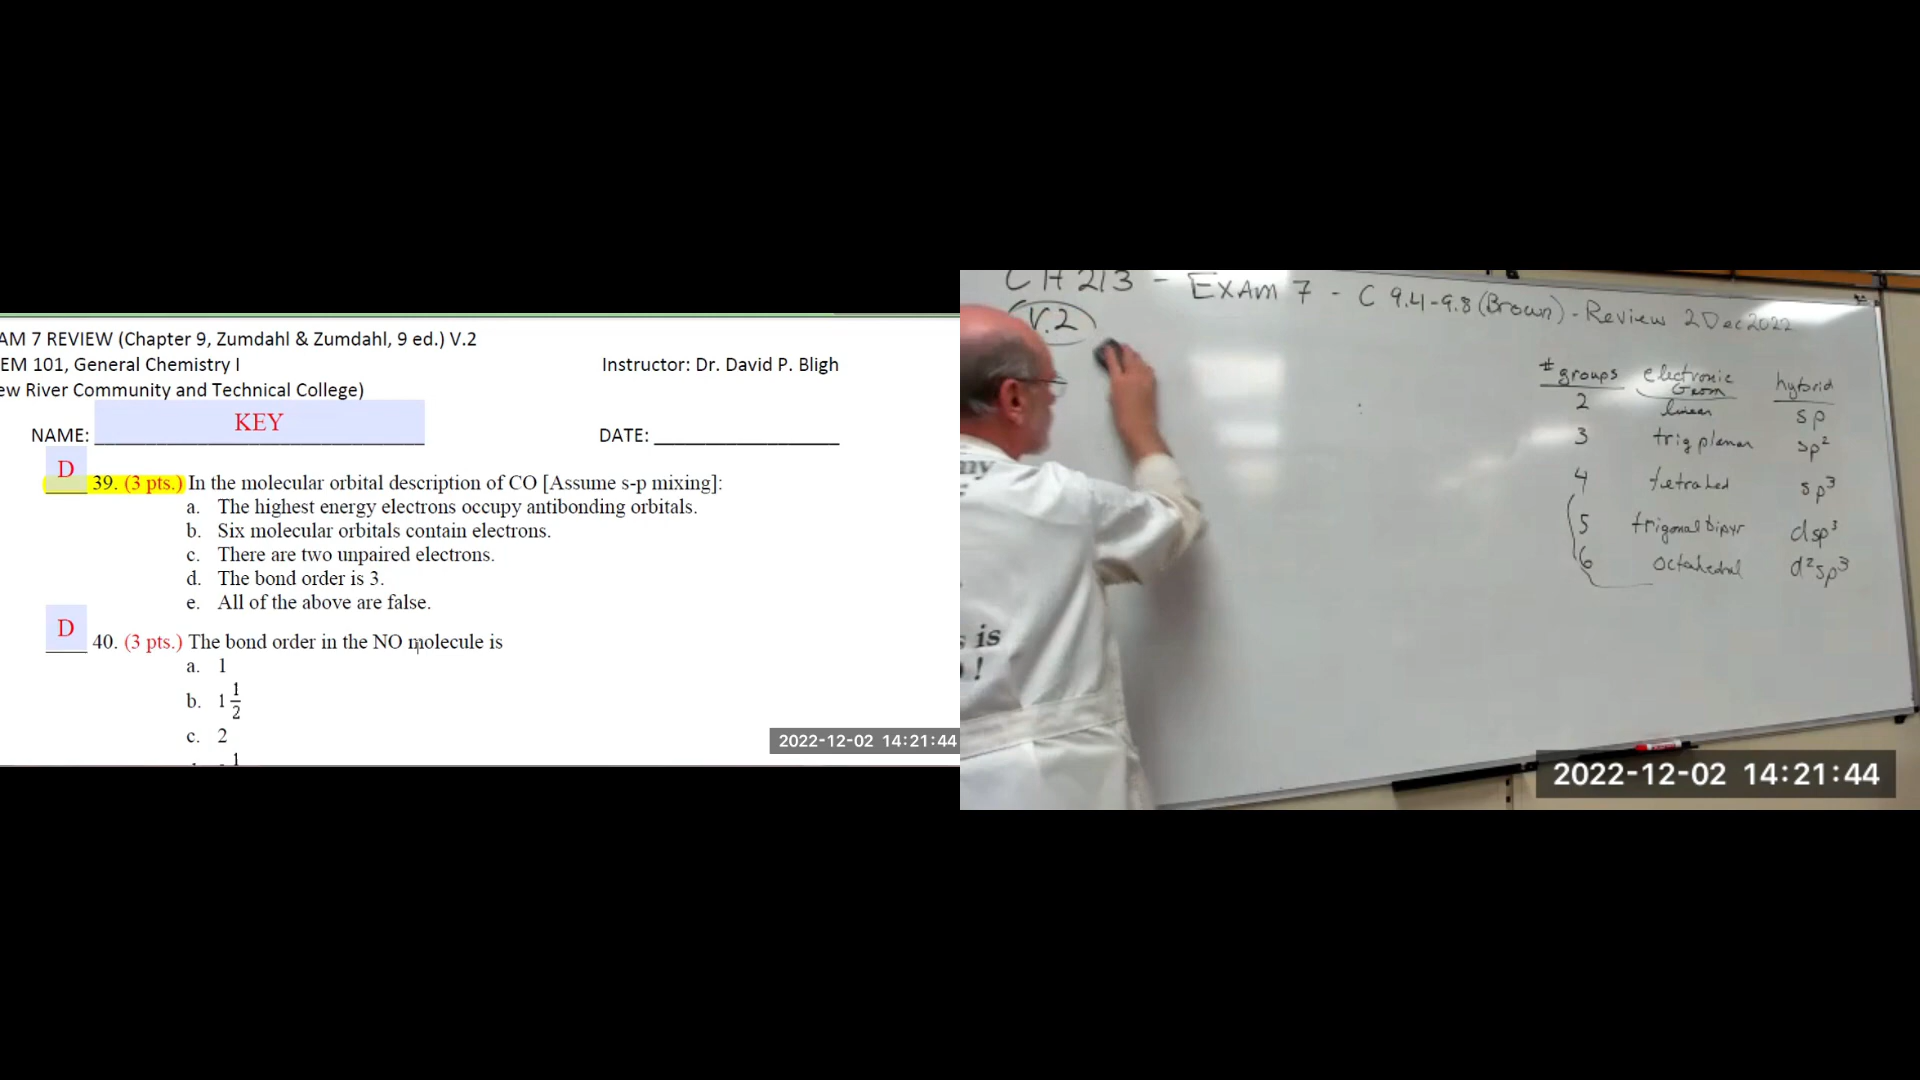 AM 7 REVIEW (Chapter 9, Zumdahl & Zumdahl, 9 ed.) V.2
EM 101, General Chemistry I
Instructor: Dr. David P. Bligh
ew River Community and Technical College)
NAME: KEY
DATE:
D 39. (3 pts.) In the molecular orbital description of CO [Assume s-p mixing]:
a. The highest energy electrons occupy antibonding orbitals.
b. Six molecular orbitals contain electrons.
c. There are two unpaired electrons.
d. The bond order is 3.
e. All of the above are false.
D 40. (3 pts.) The bond order in the NO molecule is
a. 1
b. 1 1/2
c. 2
1
2022-12-02 14:21:44
CH 213 - EXAM 7 - C 9.4-9.8 (Brown) - Review 2Dec2022
V.2
# groups electronic Geom hybrid
2 linear sp
3 trig planar sp²
4 tetrahed sp³
5 trigonal bipyr dsp³
6 octahedral d²sp³
my
is
!
2022-12-02 14:21:44